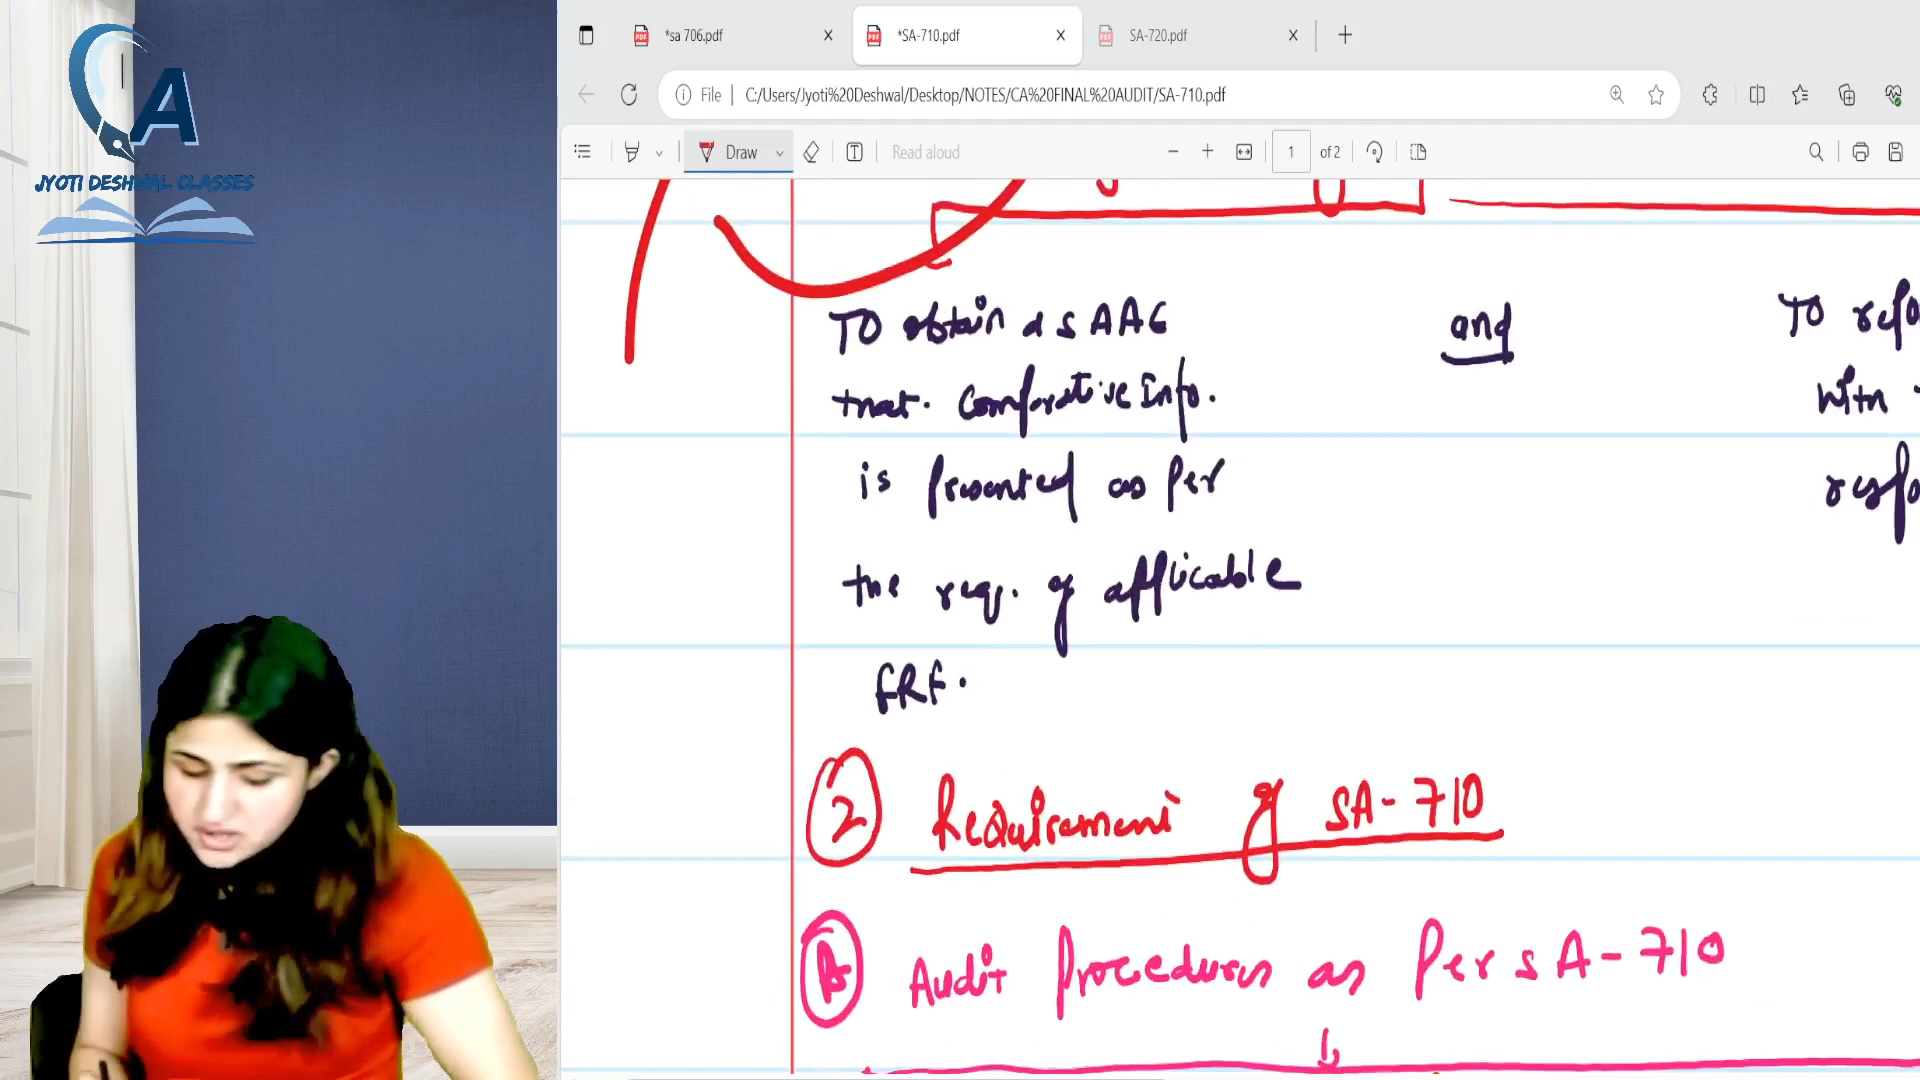 *sa 706.pdf
*SA-710.pdf
SA-720.pdf
File
C:/Users/Jyoti%20Deshwal/Desktop/NOTES/CA%20FINAL%20AUDIT/SA-710.pdf
Draw
Read aloud
1
of 2
CA
JYOTI DESHWAL CLASSES
TO obtain a SAAE
and
To
that. Comparative Info.
with
is Presented as Per
the req. of applicable
FRF.
2 Requirement of SA-710
A Audit Procedures as Per SA-710